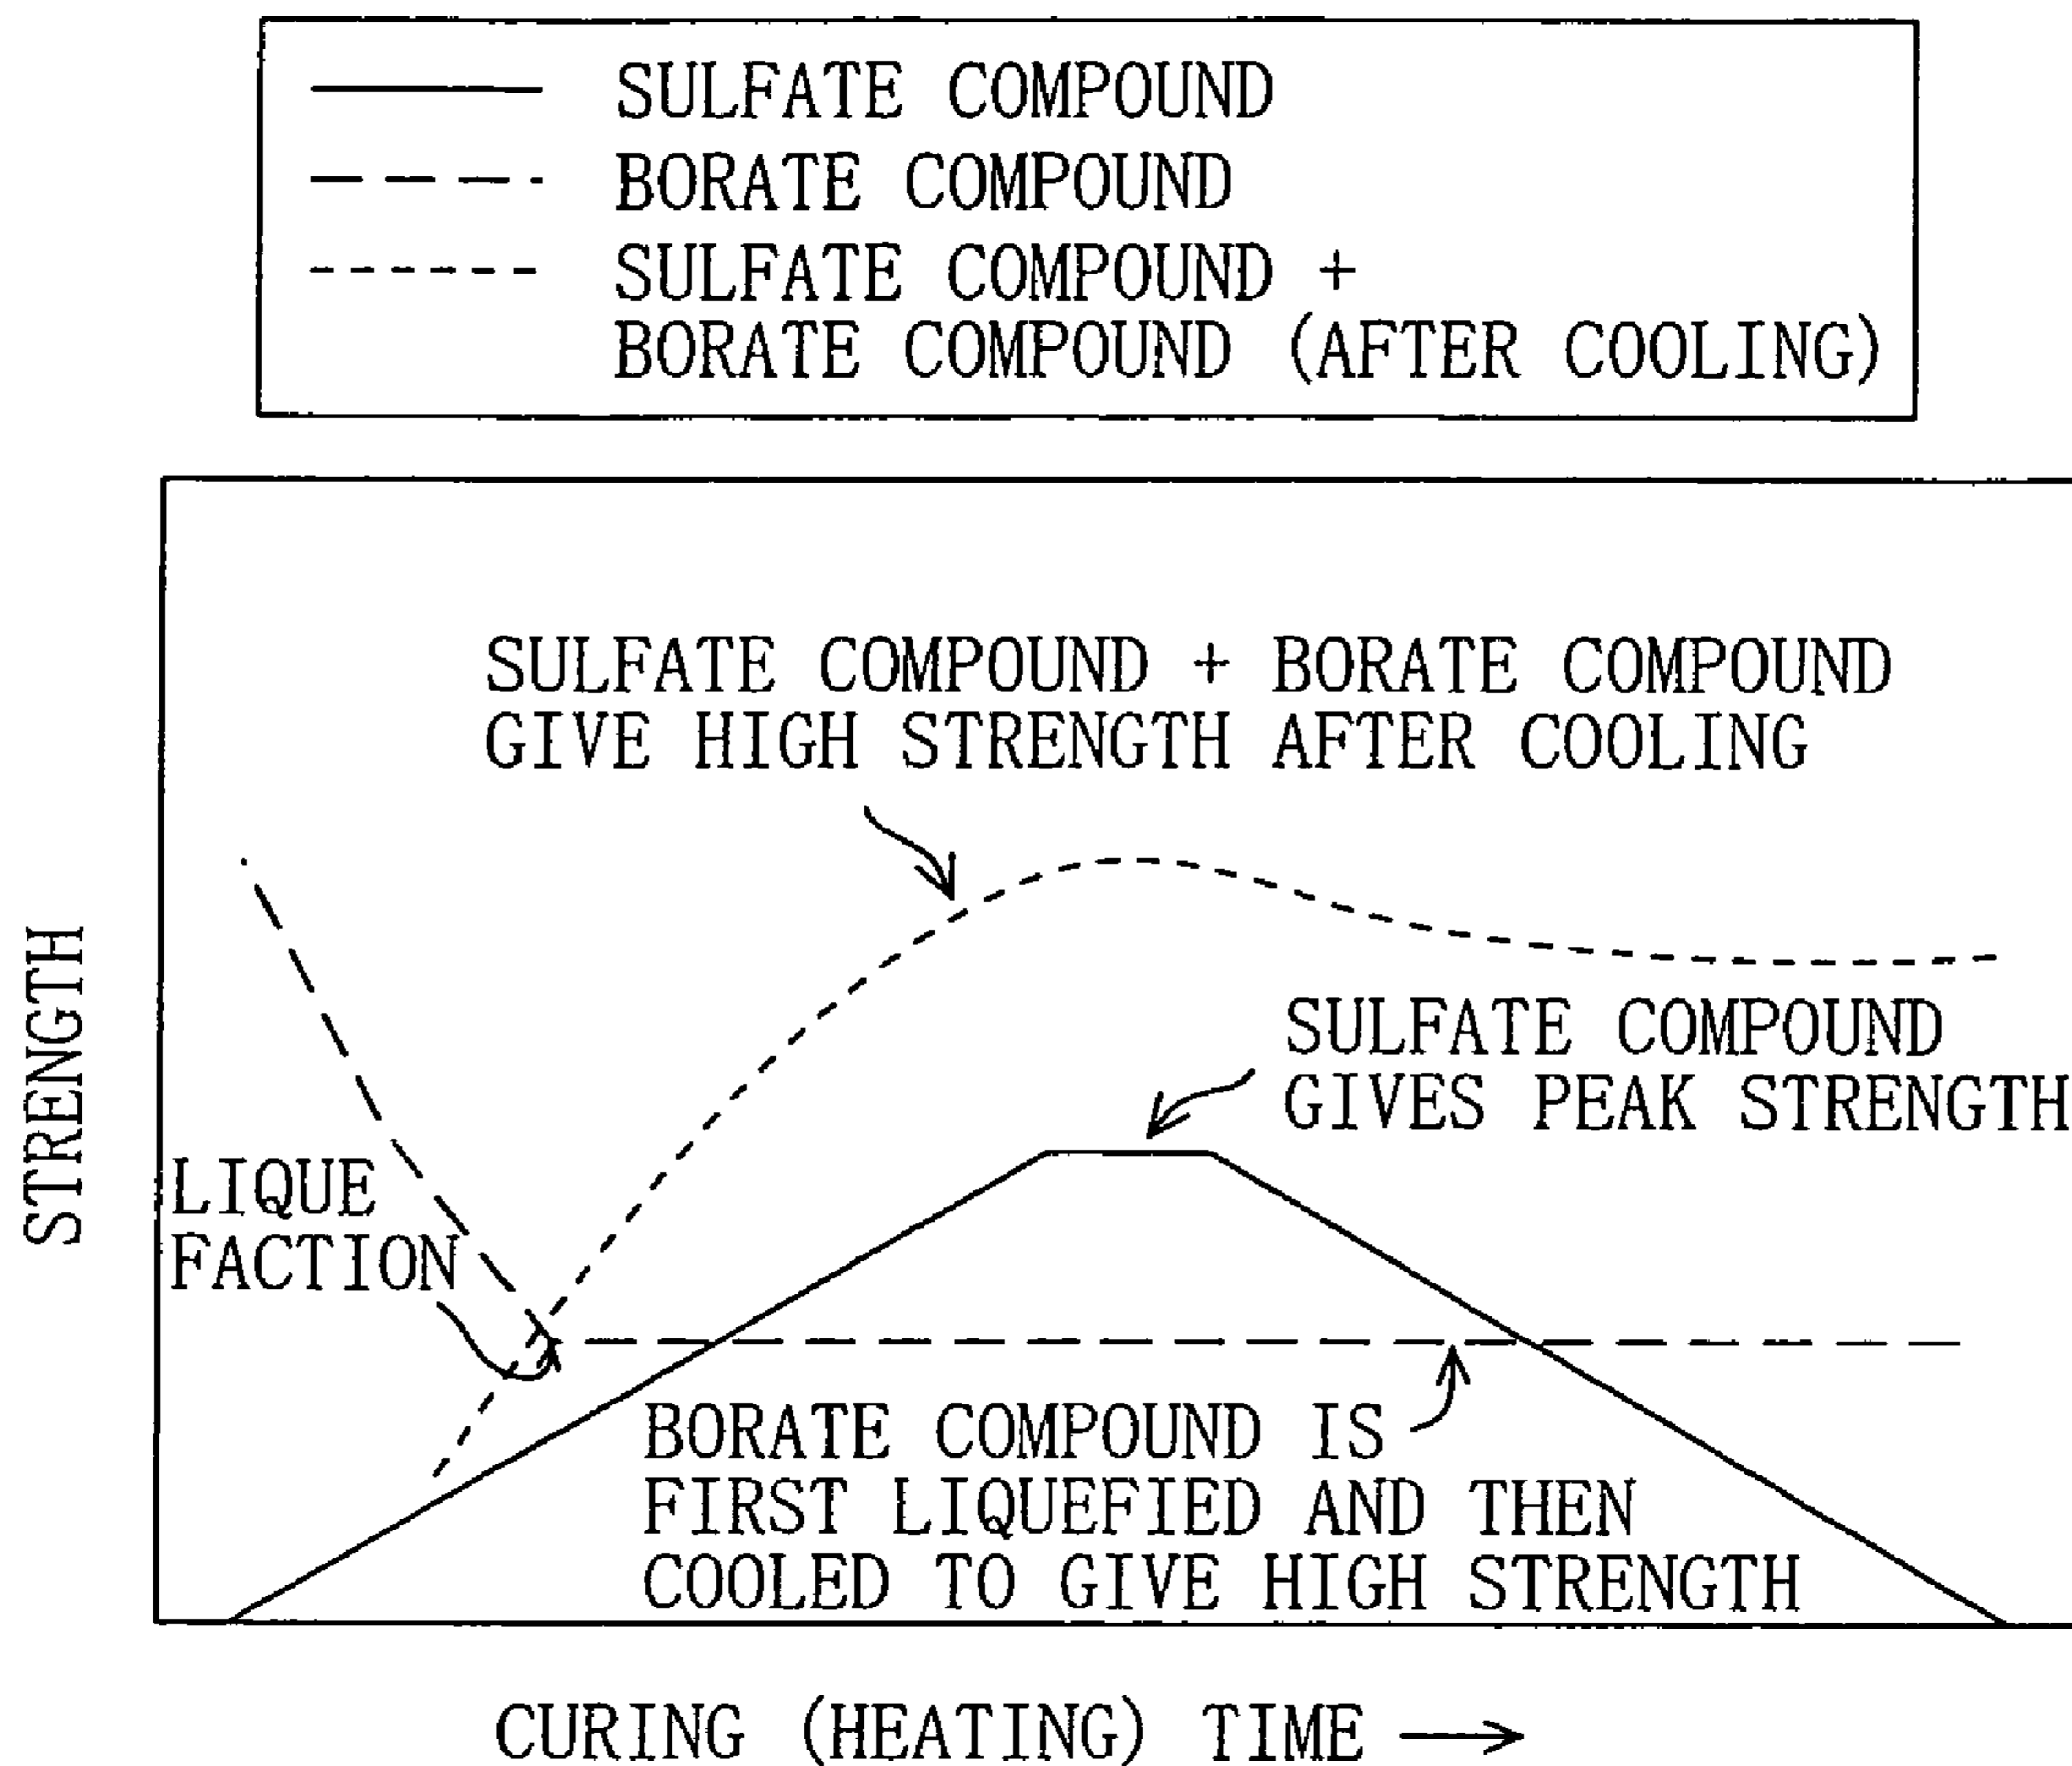 SULFATE COMPOUND
BORATE COMPOUND
SULFATE COMPOUND +
BORATE COMPOUND (AFTER COOLING)
SULFATE COMPOUND + BORATE COMPOUND
GIVE HIGH STRENGTH AFTER COOLING
SULFATE COMPOUND
GIVES PEAK STRENGTH
LIQUE
FACTION
STRENGTH
BORATE COMPOUND IS
FIRST LIQUEFIED AND THEN
COOLED TO GIVE HIGH STRENGTH
CURING (HEATING) TIME